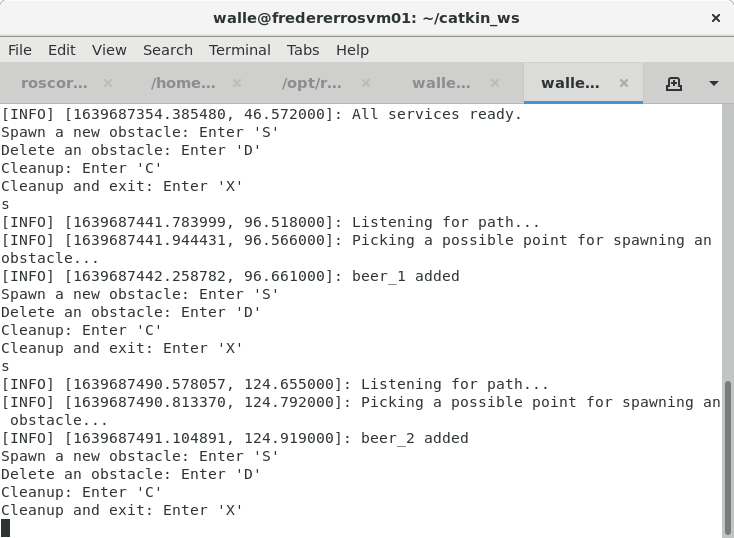 walle@fredererrosvm01: ~/catkin_ws ×
File Edit View Search Terminal Tabs Help
roscor... × /home... × /opt/r... × walle... × walle... ×
[INFO] [1639687354.385480, 46.572000]: All services ready.
Spawn a new obstacle: Enter 'S'
Delete an obstacle: Enter 'D'
Cleanup: Enter 'C'
Cleanup and exit: Enter 'X'
s
[INFO] [1639687441.783999, 96.518000]: Listening for path...
[INFO] [1639687441.944431, 96.566000]: Picking a possible point for spawning an
obstacle...
[INFO] [1639687442.258782, 96.661000]: beer_1 added
Spawn a new obstacle: Enter 'S'
Delete an obstacle: Enter 'D'
Cleanup: Enter 'C'
Cleanup and exit: Enter 'X'
s
[INFO] [1639687490.578057, 124.655000]: Listening for path...
[INFO] [1639687490.813370, 124.792000]: Picking a possible point for spawning an
 obstacle...
[INFO] [1639687491.104891, 124.919000]: beer_2 added
Spawn a new obstacle: Enter 'S'
Delete an obstacle: Enter 'D'
Cleanup: Enter 'C'
Cleanup and exit: Enter 'X'